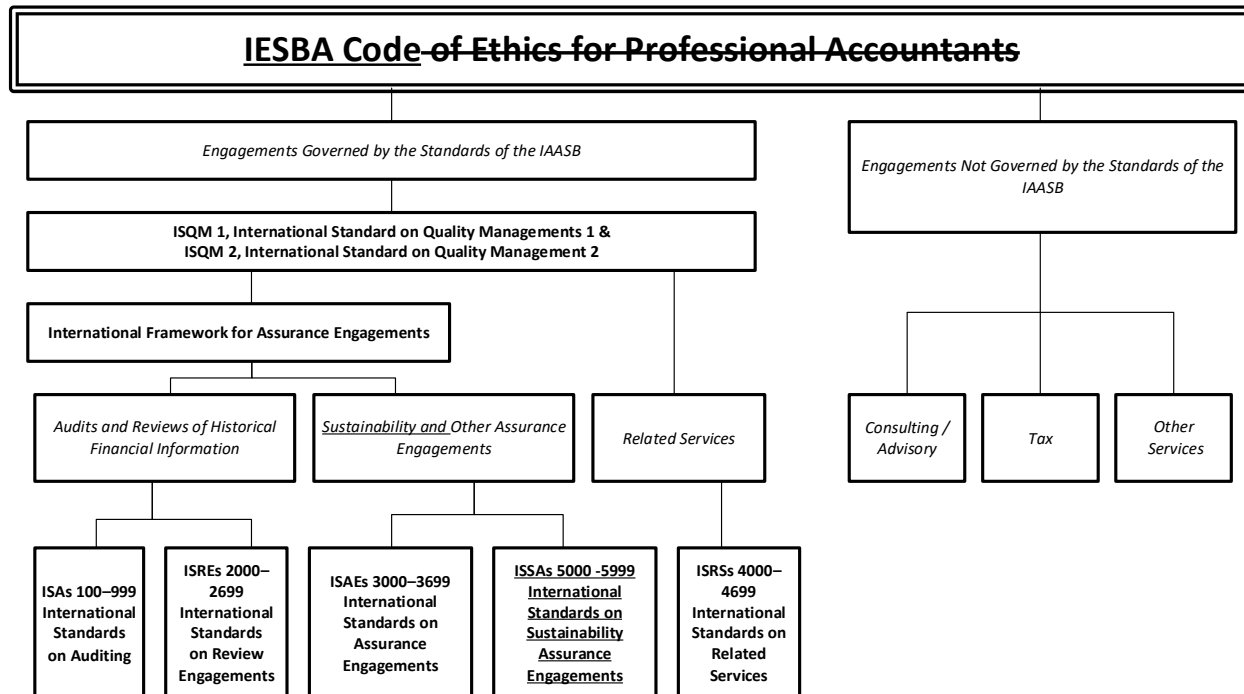 IESBA Code of Ethics for Professional Accountants
Engagements Governed by the Standards of the IAASB
Engagements Not Governed by the Standards of the
IAASB
ISQM 1, International Standard on Quality Managements 1 &
ISQM 2, International Standard on Quality Management 2
International Framework for Assurance Engagements
Audits and Reviews of Historical
Financial Information
Sustainability and Other Assurance
Engagements
Related Services
Consulting /
Advisory
Tax
Other
Services
ISAs 100–999
International
Standards
on Auditing
ISREs 2000–
2699
International
Standards
on Review
Engagements
ISAEs 3000–3699
International
Standards on
Assurance
Engagements
ISSAs 5000 -5999
International
Standards on
Sustainability
Assurance
Engagements
ISRSs 4000–
4699
International
Standards on
Related
Services